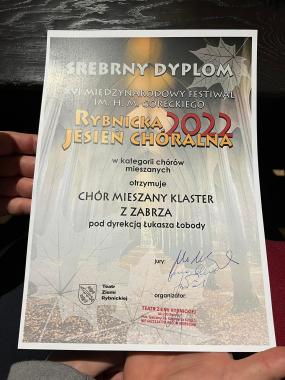 SREBRNY DYPLOM
XVI MIĘDZYNARODOWY FESTIWAL
IM. H. M. GÓRECKIEGO
RYBNICKA 2022
JESIEŃ CHÓRALNA
w kategorii chórów
mieszanych
otrzymuje
CHÓR MIESZANY KLASTER
Z ZABRZA
pod dyrekcją Łukasza Łobody
jury:
Teatr
Ziemi
Rybnickiej
organizator:
TEATR ZIEMI RYBNICKIEJ